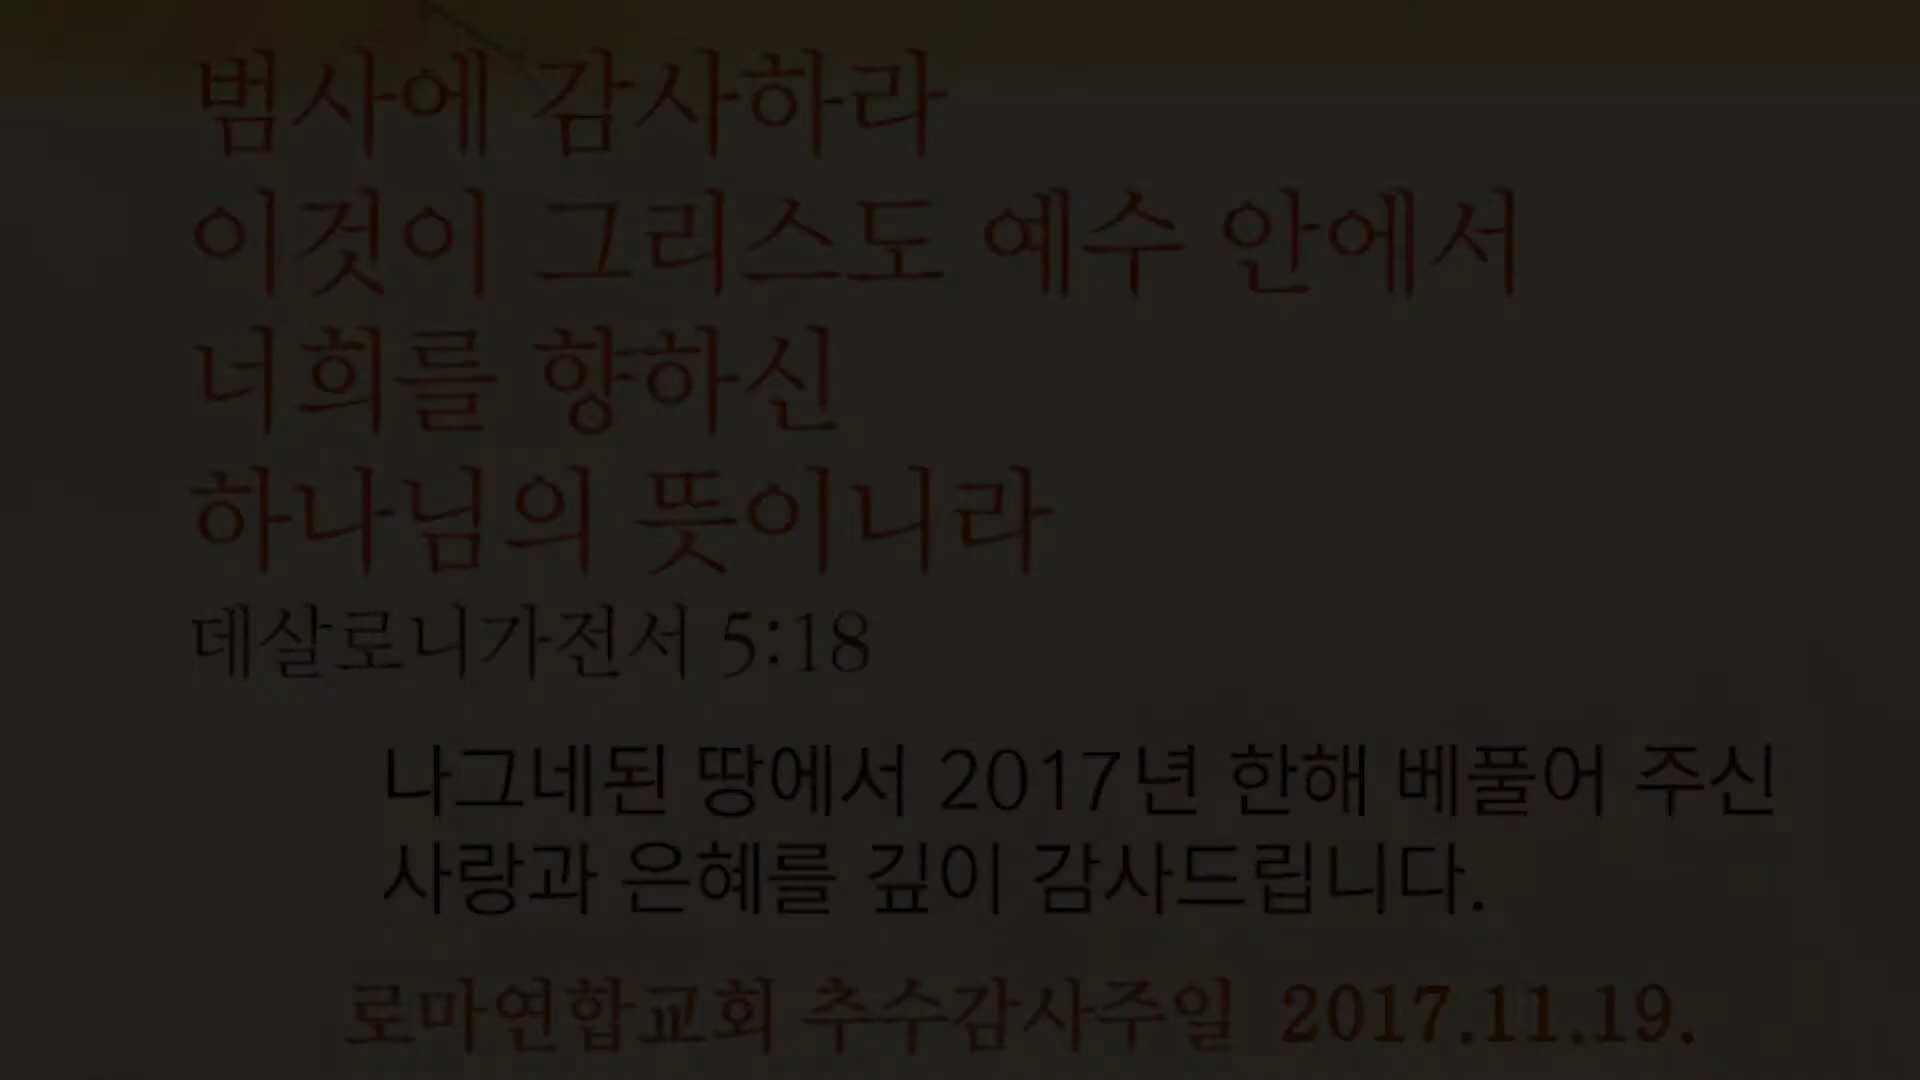 범사에 감사하라
이것이 그리스도 예수 안에서
너희를 향하신
하나님의 뜻이니라
데살로니가전서 5:18
나그네된 땅에서 2017년 한해 베풀어 주신
사랑과 은혜를 깊이 감사드립니다.
로마연합교회 추수감사주일 2017.11.19.